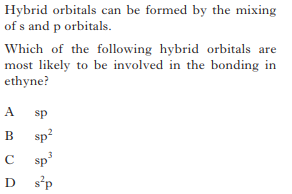 Hybrid orbitals can be formed by the mixing
of s and p orbitals.
Which of the following hybrid orbitals are
most likely to be involved in the bonding in
ethyne?
A sp
B sp²
C sp³
D s²p